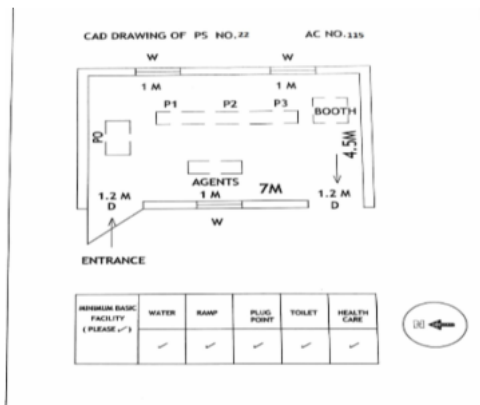 CAD DRAWING OF PS NO.22 AC NO.115
W W
1 M 1 M
P1 P2 P3
BOOTH
PO
4.5M
AGENTS
1.2 M 1 M 7M 1.2 M
D D
W
ENTRANCE
MINIMUM BASIC FACILITY ( PLEASE ✓ ) WATER RAMP PLUG POINT TOILET HEALTH CARE
✓ ✓ ✓ ✓ ✓